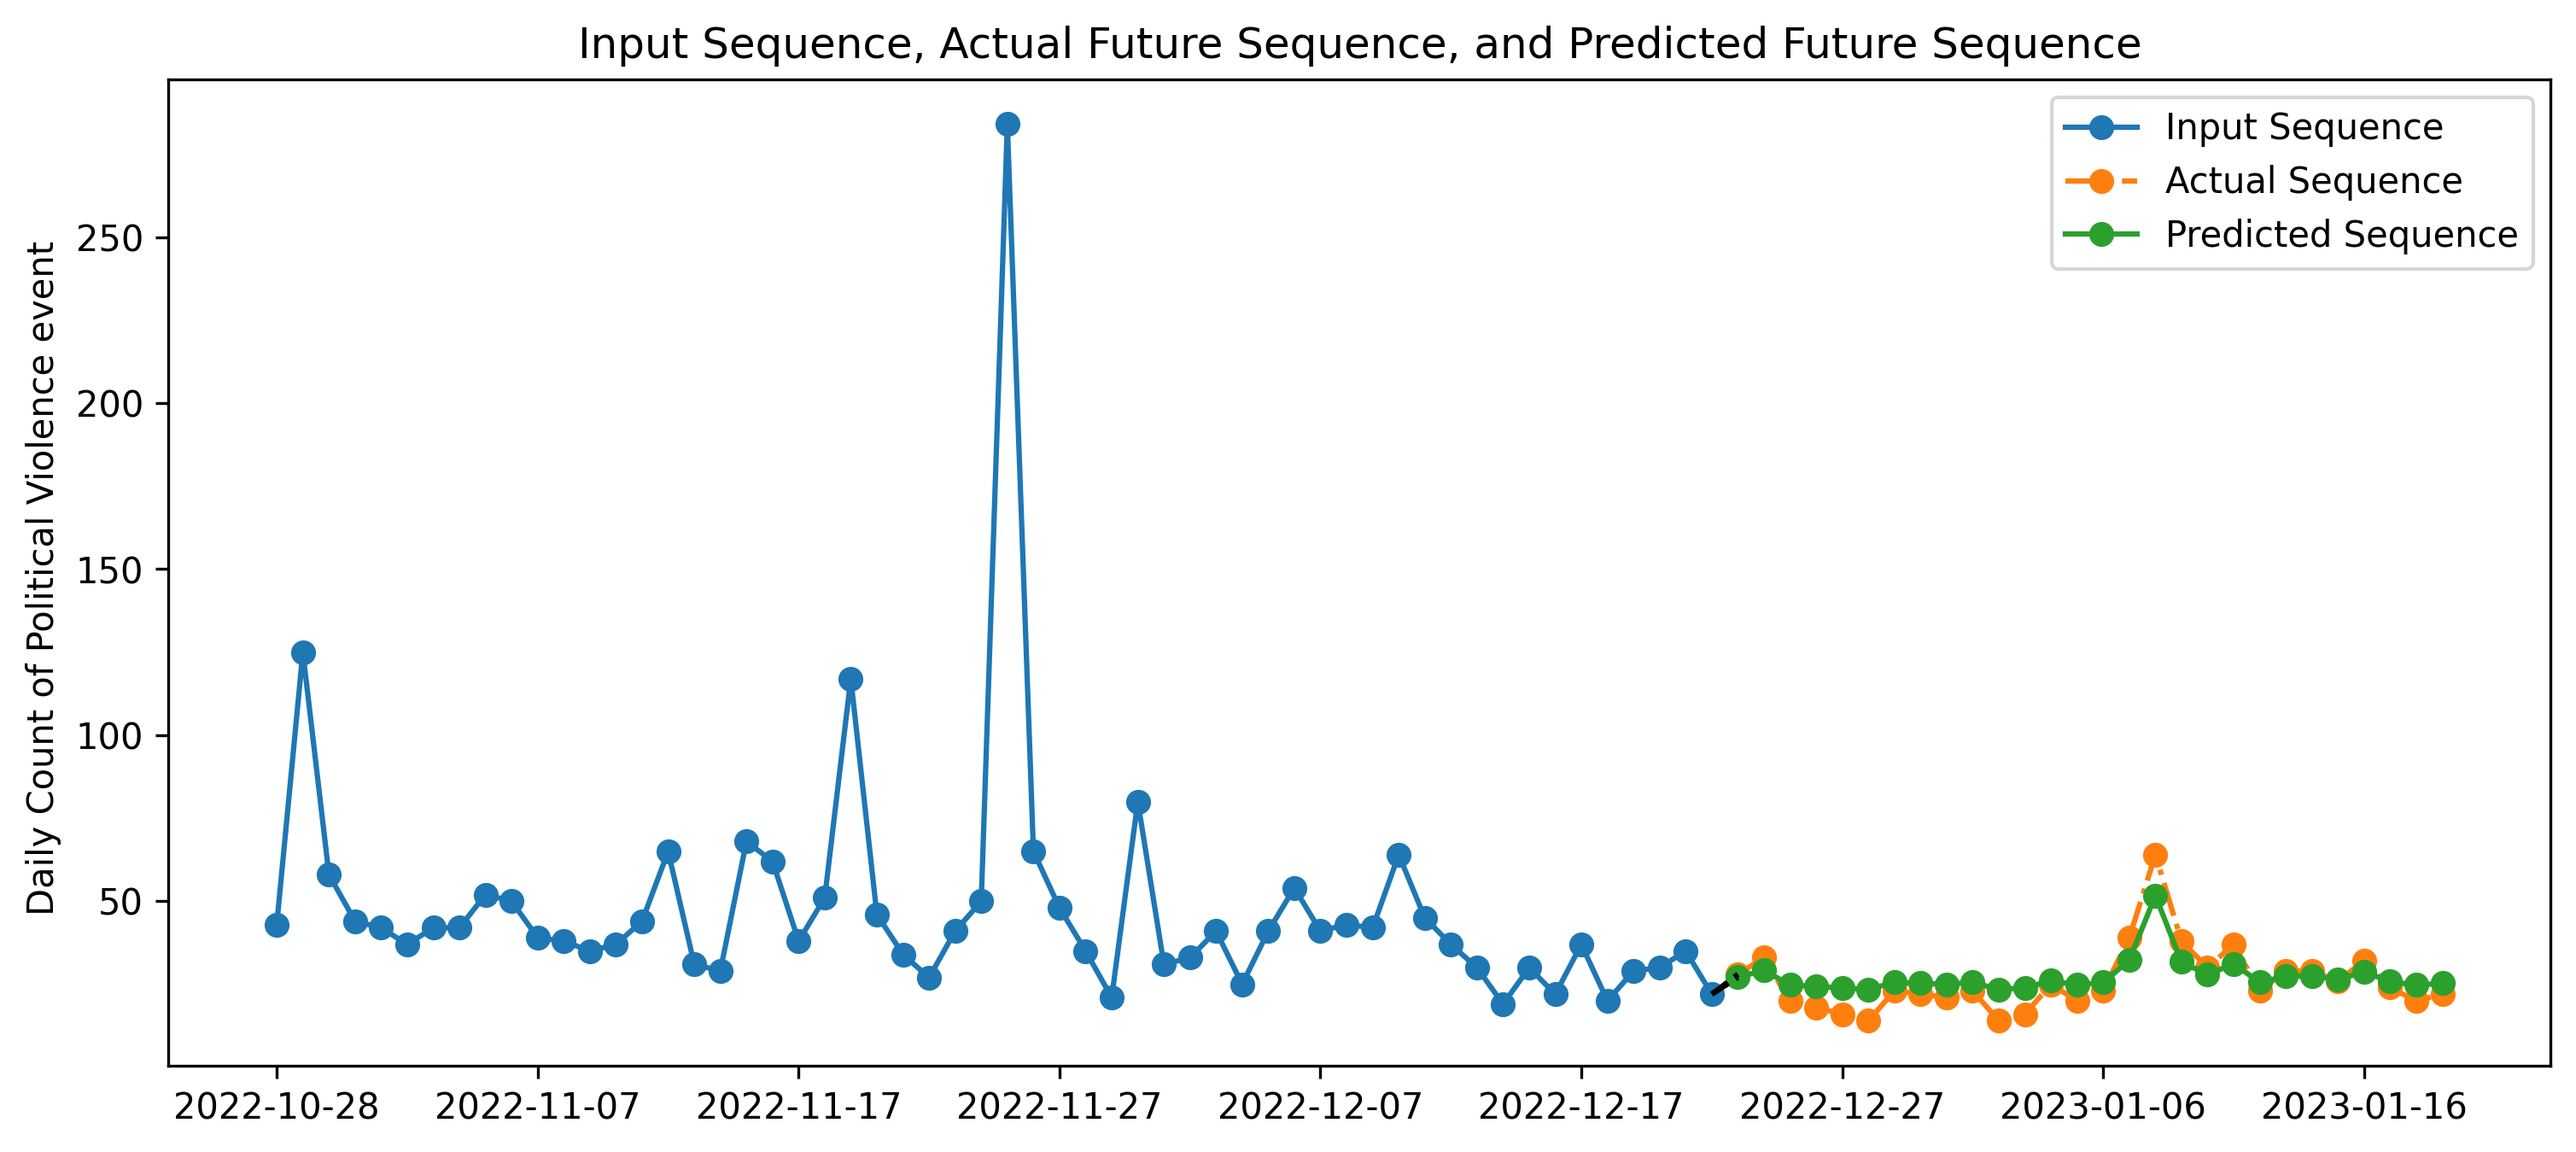 Input Sequence, Actual Future Sequence, and Predicted Future Sequence
Input Sequence
Actual Sequence
Predicted Sequence
Daily Count of Political Violence event
250
200
150
100
50
2022-10-28
2022-11-07
2022-11-17
2022-11-27
2022-12-07
2022-12-17
2022-12-27
2023-01-06
2023-01-16